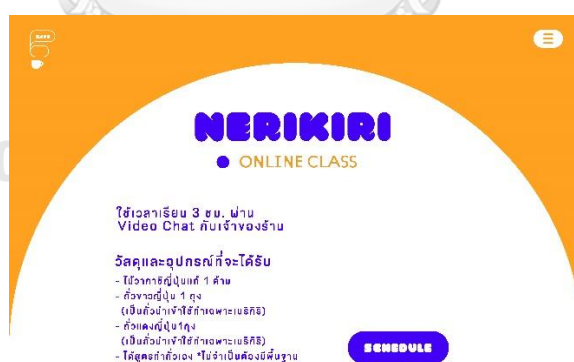 NERIKIRI
ONLINE CLASS
ใช้เวลาเรียน 3 ชม. ผ่าน
Video Chat กับเจ้าของร้าน
วัสดุและอุปกรณ์ที่จะได้รับ
- ไม้วากาชิญี่ปุ่นแท้ 1 ด้าม
- ถั่วขาวญี่ปุ่น 1 ถุง
(เป็นถั่วนำเข้าใช้ทำเฉพาะเนริกิริ)
- ถั่วแดงญี่ปุ่น1ถุง
(เป็นถั่วนำเข้าใช้ทำเฉพาะเนริกิริ)
- ได้สูตรทำถั่วเอง *ไม่จำเป็นต้องมีพื้นฐาน
SCHEDULE